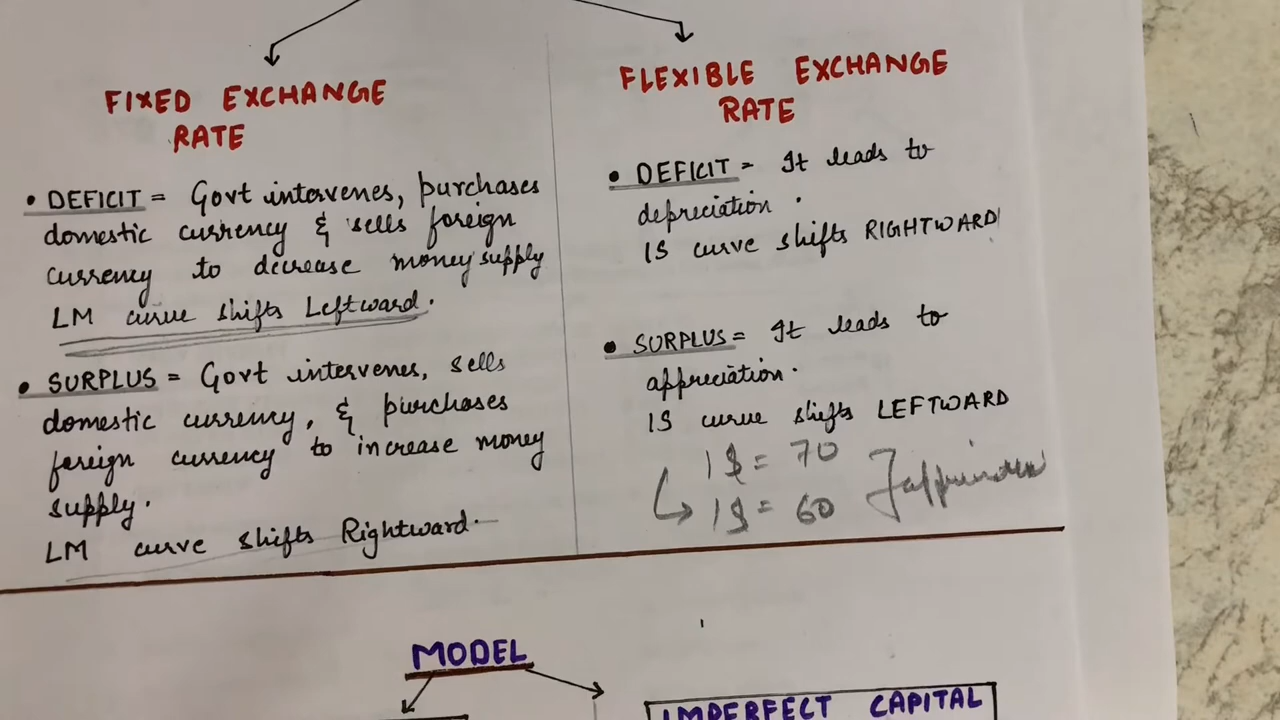 FIXED EXCHANGE
RATE
• DEFICIT = Govt intervenes, purchases
domestic currency & sells foreign
currency to decrease money supply
LM curve shifts Leftward.
• SURPLUS = Govt intervenes, sells
domestic currency, & purchases
foreign currency to increase money
supply.
LM curve shifts Rightward.
FLEXIBLE EXCHANGE
RATE
• DEFICIT = It leads to
depreciation.
IS curve shifts RIGHTWARD
• SURPLUS = It leads to
appreciation.
IS curve shifts LEFTWARD
1$ = 70
1$ = 60
MODEL
IMPERFECT CAPITAL